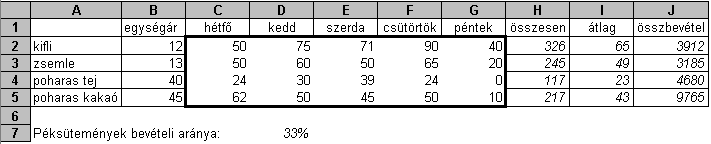 A B C D E F G H I J
1 egységár hétfő kedd szerda csütörtök péntek összesen átlag összbevétel
2 kifli 12 50 75 71 90 40 326 65 3912
3 zsemle 13 50 60 50 65 20 245 49 3185
4 poharas tej 40 24 30 39 24 0 117 23 4680
5 poharas kakaó 45 62 50 45 50 10 217 43 9765
6
7 Péksütemények bevételi aránya: 33%